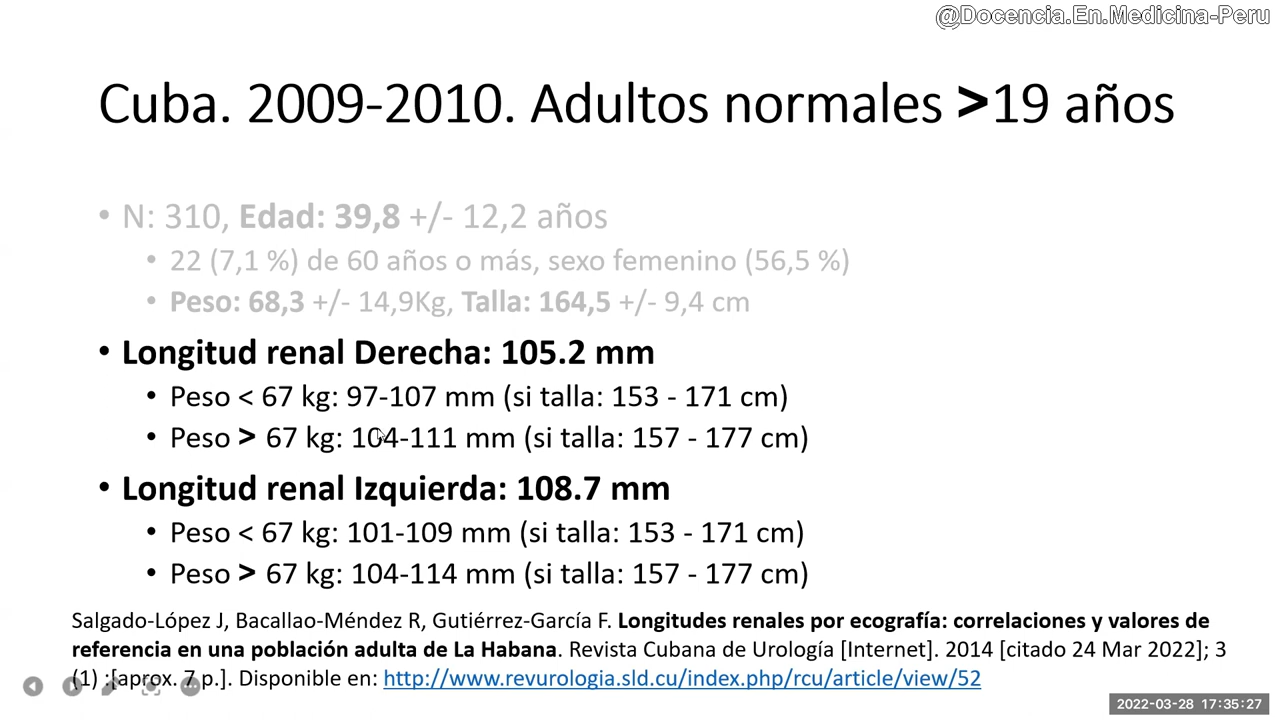 @Docencia.En.Medicina-Peru
Cuba. 2009-2010. Adultos normales >19 años
• N: 310, Edad: 39,8 +/- 12,2 años
• 22 (7,1 %) de 60 años o más, sexo femenino (56,5 %)
• Peso: 68,3 +/- 14,9Kg, Talla: 164,5 +/- 9,4 cm
• Longitud renal Derecha: 105.2 mm
• Peso < 67 kg: 97-107 mm (si talla: 153 - 171 cm)
• Peso > 67 kg: 104-111 mm (si talla: 157 - 177 cm)
• Longitud renal Izquierda: 108.7 mm
• Peso < 67 kg: 101-109 mm (si talla: 153 - 171 cm)
• Peso > 67 kg: 104-114 mm (si talla: 157 - 177 cm)
Salgado-López J, Bacallao-Méndez R, Gutiérrez-García F. Longitudes renales por ecografía: correlaciones y valores de
referencia en una población adulta de La Habana. Revista Cubana de Urología [Internet]. 2014 [citado 24 Mar 2022]; 3
(1) :[aprox. 7 p.]. Disponible en: http://www.revurologia.sld.cu/index.php/rcu/article/view/52
2022-03-28 17:35:27